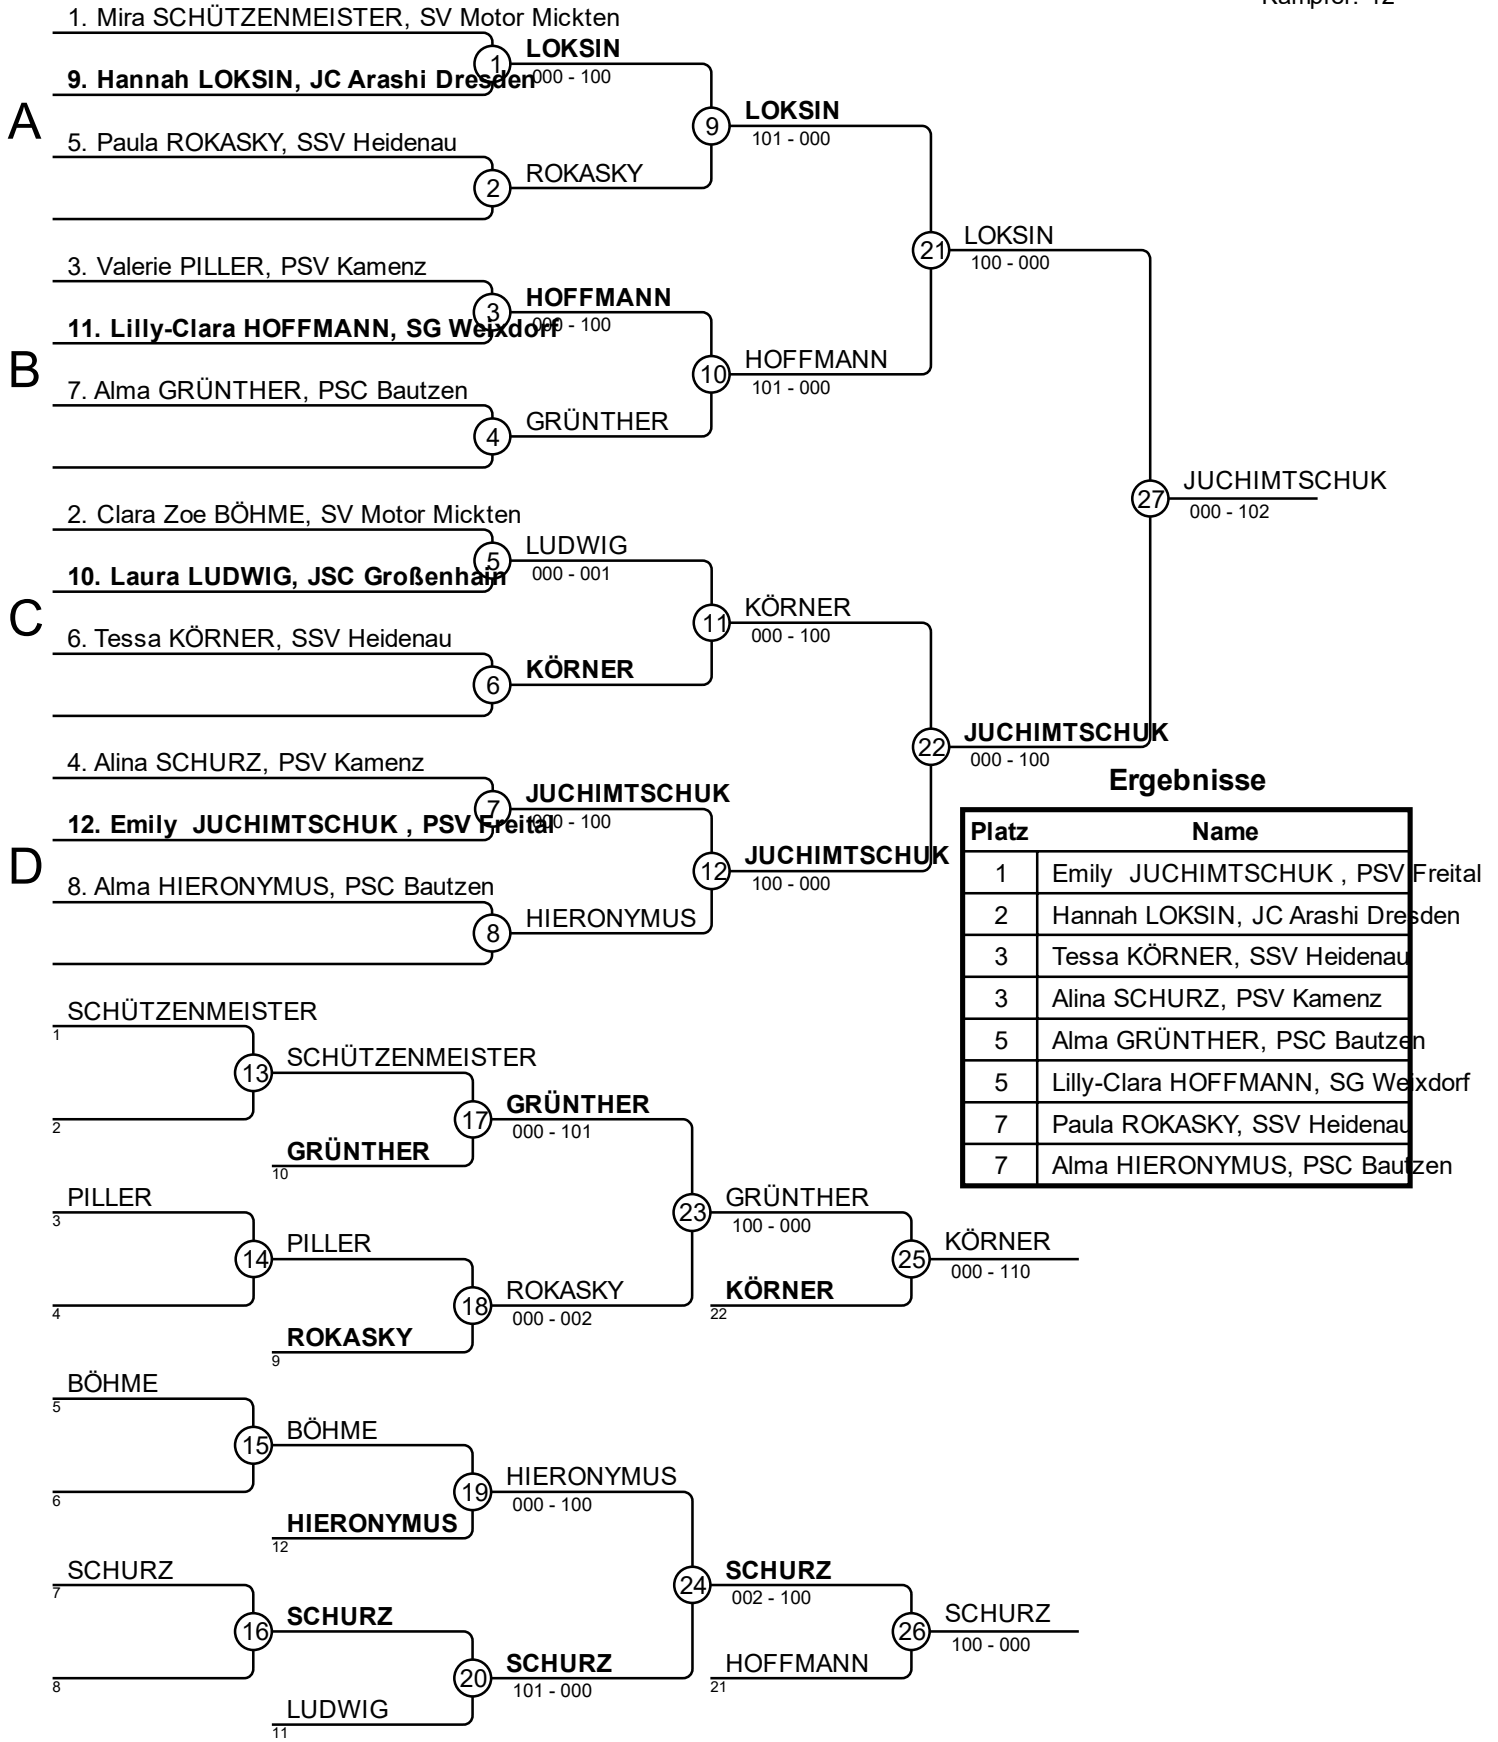 1. Mira SCHÜTZENMEISTER, SV Motor Mickten
1
LOKSIN
000 - 100
9. Hannah LOKSIN, JC Arashi Dresden
A
9
LOKSIN
101 - 000
5. Paula ROKASKY, SSV Heidenau
2
ROKASKY
21
LOKSIN
100 - 000
3. Valerie PILLER, PSV Kamenz
3
HOFFMANN
000 - 100
11. Lilly-Clara HOFFMANN, SG Weixdorf
B
10
HOFFMANN
101 - 000
7. Alma GRÜNTHER, PSC Bautzen
4
GRÜNTHER
27
JUCHIMTSCHUK
000 - 102
2. Clara Zoe BÖHME, SV Motor Mickten
5
LUDWIG
000 - 001
10. Laura LUDWIG, JSC Großenhain
C
11
KÖRNER
000 - 100
6. Tessa KÖRNER, SSV Heidenau
6
KÖRNER
22
JUCHIMTSCHUK
000 - 100
4. Alina SCHURZ, PSV Kamenz
7
JUCHIMTSCHUK
000 - 100
12. Emily  JUCHIMTSCHUK , PSV Freital
D
12
JUCHIMTSCHUK
100 - 000
8. Alma HIERONYMUS, PSC Bautzen
8
HIERONYMUS
Ergebnisse
Platz Name
1 Emily  JUCHIMTSCHUK , PSV Freital
2 Hannah LOKSIN, JC Arashi Dresden
3 Tessa KÖRNER, SSV Heidenau
3 Alina SCHURZ, PSV Kamenz
5 Alma GRÜNTHER, PSC Bautzen
5 Lilly-Clara HOFFMANN, SG Weixdorf
7 Paula ROKASKY, SSV Heidenau
7 Alma HIERONYMUS, PSC Bautzen
SCHÜTZENMEISTER
1
13
SCHÜTZENMEISTER
2
17
GRÜNTHER
000 - 101
GRÜNTHER
10
PILLER
3
14
PILLER
4
18
ROKASKY
000 - 002
ROKASKY
9
23
GRÜNTHER
100 - 000
KÖRNER
22
25
KÖRNER
000 - 110
BÖHME
5
15
BÖHME
6
19
HIERONYMUS
000 - 100
HIERONYMUS
12
SCHURZ
7
16
SCHURZ
8
20
SCHURZ
101 - 000
LUDWIG
11
24
SCHURZ
002 - 100
HOFFMANN
21
26
SCHURZ
100 - 000